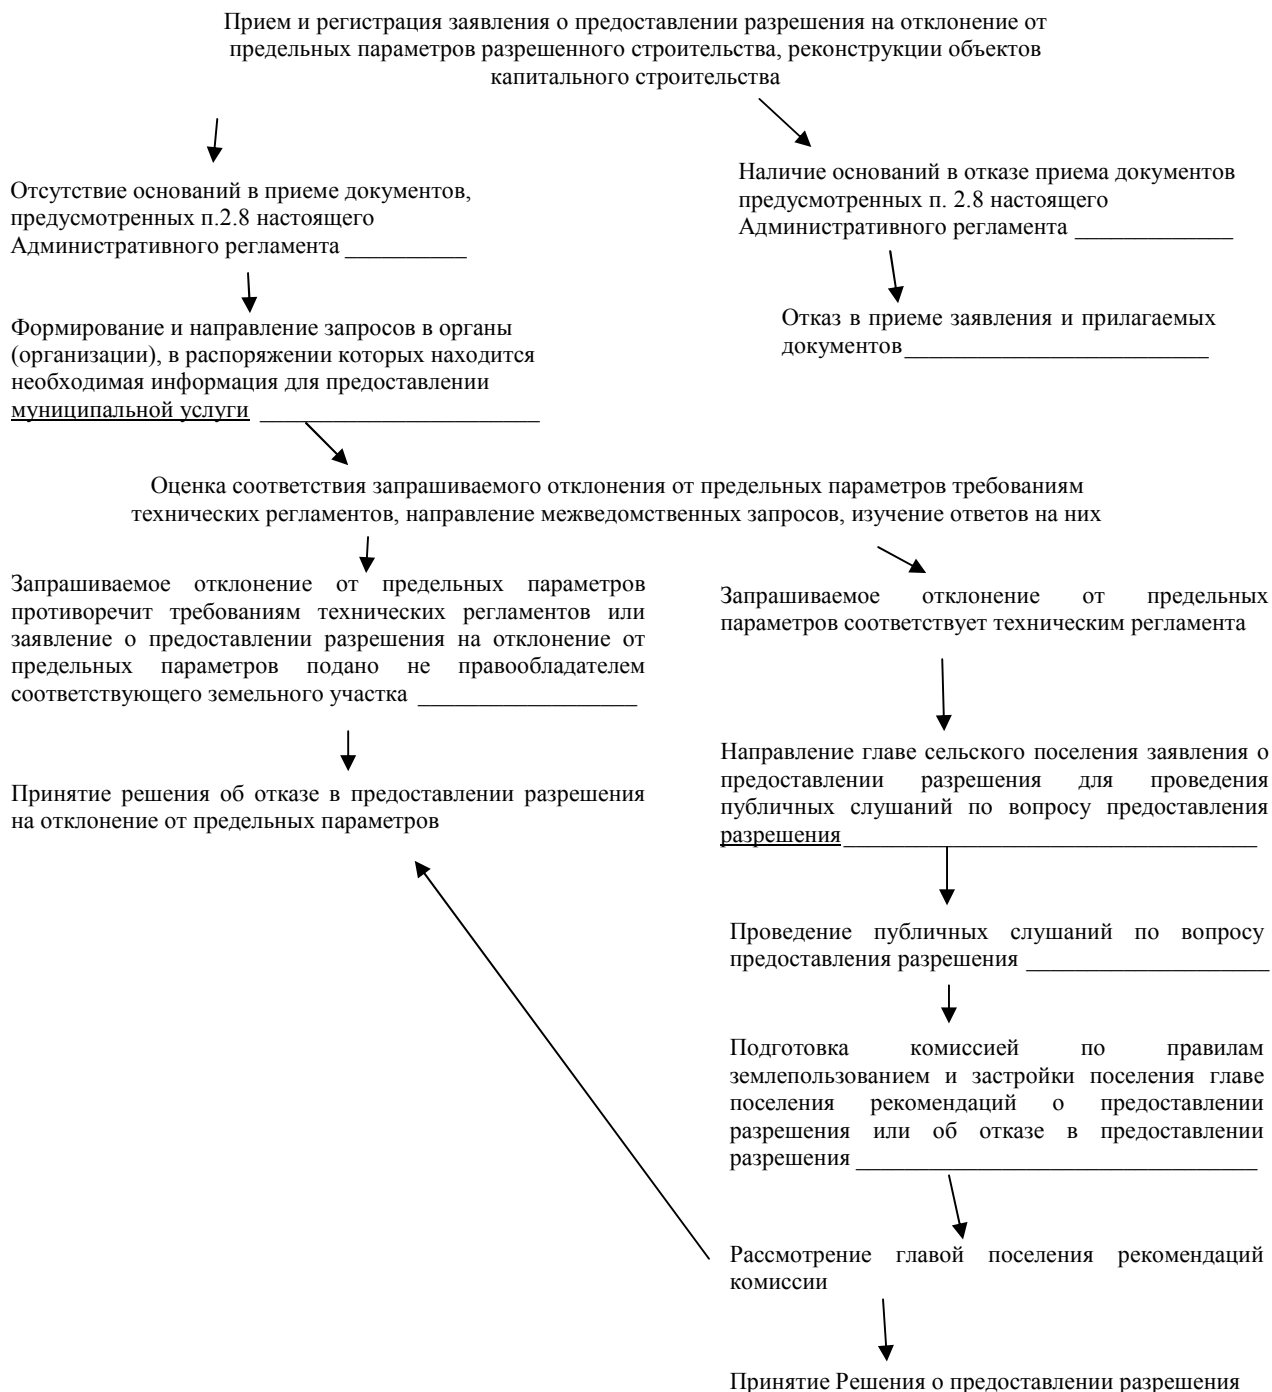 Прием и регистрация заявления о предоставлении разрешения на отклонение от
предельных параметров разрешенного строительства, реконструкции объектов
капитального строительства
Отсутствие оснований в приеме документов,
предусмотренных п.2.8 настоящего
Административного регламента __________
Наличие оснований в отказе приема документов
предусмотренных п. 2.8 настоящего
Административного регламента _____________
Формирование и направление запросов в органы
(организации), в распоряжении которых находится
необходимая информация для предоставлении
муниципальной услуги _______________________
Отказ в приеме заявления и прилагаемых
документов_________________________
Оценка соответствия запрашиваемого отклонения от предельных параметров требованиям
технических регламентов, направление межведомственных запросов, изучение ответов на них
Запрашиваемое отклонение от предельных параметров
противоречит требованиям технических регламентов или
заявление о предоставлении разрешения на отклонение от
предельных параметров подано не правообладателем
соответствующего земельного участка __________________
Принятие решения об отказе в предоставлении разрешения
на отклонение от предельных параметров
Запрашиваемое отклонение от предельных
параметров соответствует техническим регламента
Направление главе сельского поселения заявления о
предоставлении разрешения для проведения
публичных слушаний по вопросу предоставления
разрешения__________________________________
Проведение публичных слушаний по вопросу
предоставления разрешения ____________________
Подготовка комиссией по правилам
землепользованием и застройки поселения главе
поселения рекомендаций о предоставлении
разрешения или об отказе в предоставлении
разрешения _________________________________
Рассмотрение главой поселения рекомендаций
комиссии
Принятие Решения о предоставлении разрешения